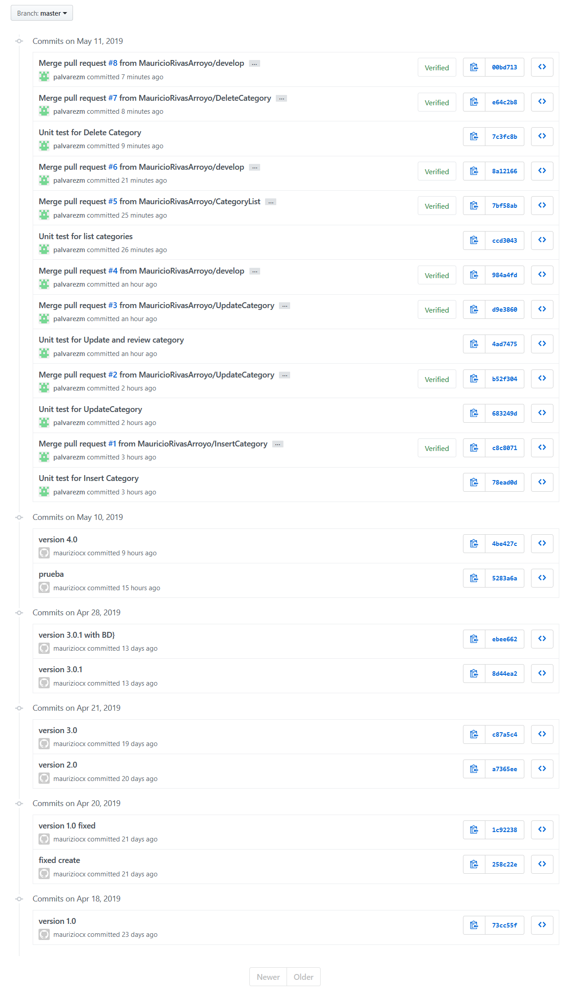 Branch: master
Commits on May 11, 2019
Merge pull request #8 from MauricioRivasArroyo/develop ...
Verified
00bd713
palvarezm committed 7 minutes ago
Merge pull request #7 from MauricioRivasArroyo/DeleteCategory ...
Verified
e64c2b8
palvarezm committed 8 minutes ago
Unit test for Delete Category
7c3fc8b
palvarezm committed 9 minutes ago
Merge pull request #6 from MauricioRivasArroyo/develop ...
Verified
8a12166
palvarezm committed 21 minutes ago
Merge pull request #5 from MauricioRivasArroyo/CategoryList ...
Verified
7bf58ab
palvarezm committed 25 minutes ago
Unit test for list categories
ccd3043
palvarezm committed 26 minutes ago
Merge pull request #4 from MauricioRivasArroyo/develop ...
Verified
984a4fd
palvarezm committed an hour ago
Merge pull request #3 from MauricioRivasArroyo/UpdateCategory ...
Verified
d9e3860
palvarezm committed an hour ago
Unit test for Update and review category
4ad7475
palvarezm committed an hour ago
Merge pull request #2 from MauricioRivasArroyo/UpdateCategory ...
Verified
b52f304
palvarezm committed 2 hours ago
Unit test for UpdateCategory
683249d
palvarezm committed 2 hours ago
Merge pull request #1 from MauricioRivasArroyo/InsertCategory ...
Verified
c8c8071
palvarezm committed 3 hours ago
Unit test for Insert Category
78ead0d
palvarezm committed 3 hours ago
Commits on May 10, 2019
version 4.0
4be427c
mauriziocx committed 9 hours ago
prueba
5283a6a
mauriziocx committed 15 hours ago
Commits on Apr 28, 2019
version 3.0.1 with BD}
ebee662
mauriziocx committed 13 days ago
version 3.0.1
8d44ea2
mauriziocx committed 13 days ago
Commits on Apr 21, 2019
version 3.0
c87a5c4
mauriziocx committed 19 days ago
version 2.0
a7365ee
mauriziocx committed 20 days ago
Commits on Apr 20, 2019
version 1.0 fixed
1c92238
mauriziocx committed 21 days ago
fixed create
258c22e
mauriziocx committed 21 days ago
Commits on Apr 18, 2019
version 1.0
73cc55f
mauriziocx committed 23 days ago
Newer Older